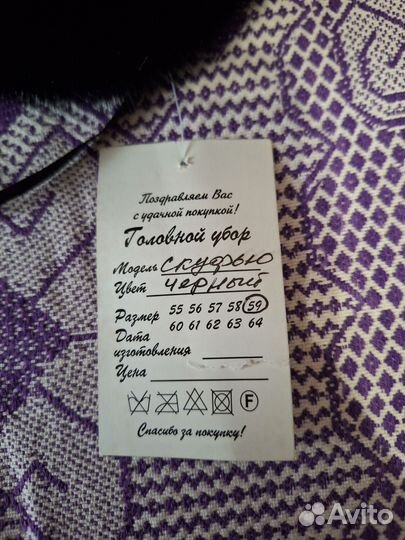 Поздравляем Вас
с удачной покупкой!
Головной убор
Модель скуфью
Цвет черный
Размер 55 56 57 58 59
60 61 62 63 64
Дата
изготовления
Цена
F
Спасибо за покупку!
Avito